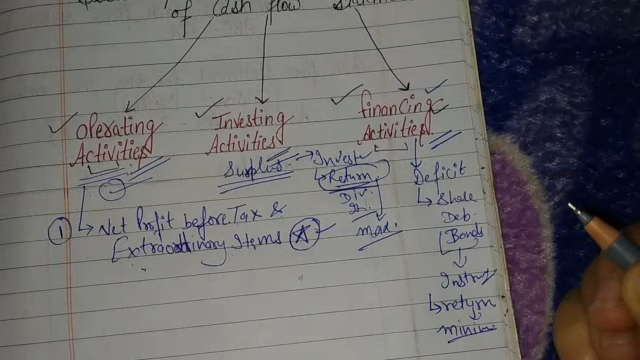 of Cash flow
Operating Activities
Investing Activities
financing Activities
Surplus → Invest
↳ Return
Div.
max.
Deficit
↳ Share
Deb.
Bonds
↳ return
minim
① ↳ Net Profit before Tax &
Extraordinary Items